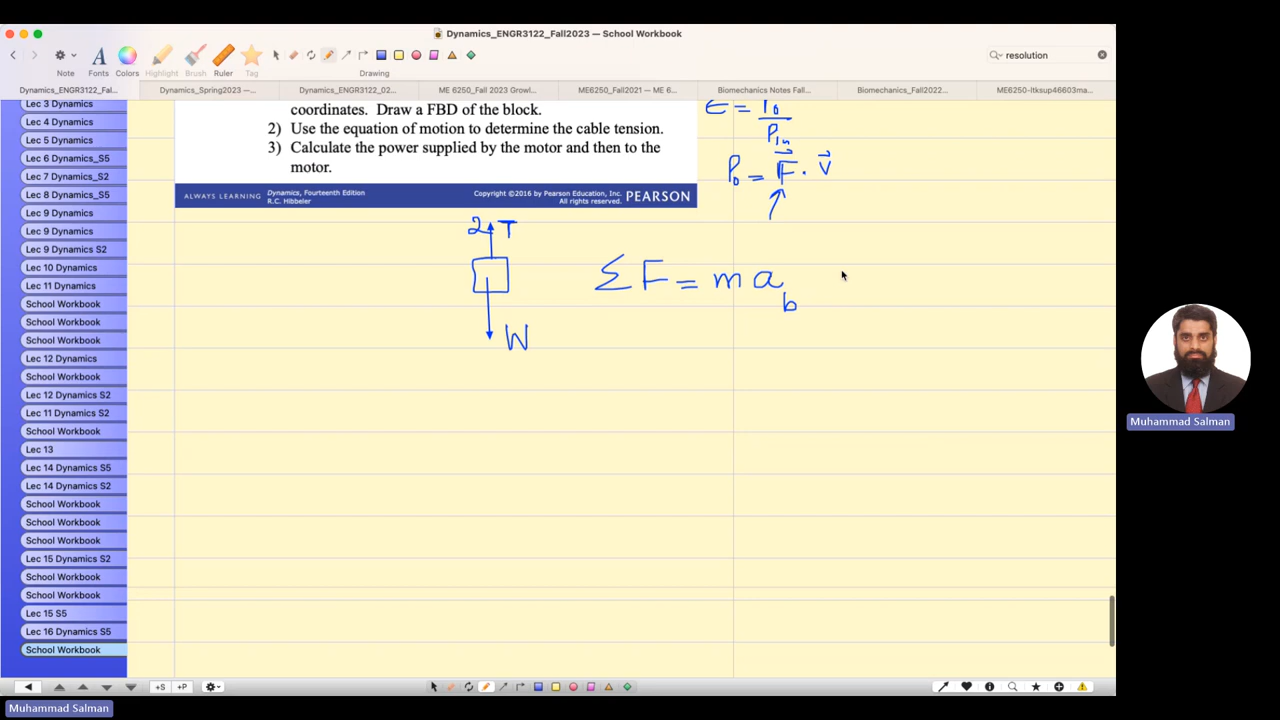 Dynamics_ENGR3122_Fall2023 — School Workbook
resolution
Note Fonts Colors Highlight Brush Ruler Tag Drawing
Dynamics_ENGR3122_Fal... Dynamics_Spring2023 —... Dynamics_ENGR3122_02... ME 6250_Fall 2023 Growl... ME6250_Fall2021 — ME 6... Biomechanics Notes Fall... Biomechanics_Fall2022... ME6250-ltksup46603ma...
Lec 3 Dynamics
Lec 4 Dynamics
Lec 5 Dynamics
Lec 6 Dynamics_S5
Lec 7 Dynamics_S2
Lec 8 Dynamics_S5
Lec 9 Dynamics
Lec 9 Dynamics
Lec 9 Dynamics S2
Lec 10 Dynamics
Lec 11 Dynamics
School Workbook
School Workbook
School Workbook
Lec 12 Dynamics
School Workbook
Lec 12 Dynamics S2
Lec 11 Dynamics S2
School Workbook
Lec 13
Lec 14 Dynamics S5
Lec 14 Dynamics S2
School Workbook
School Workbook
School Workbook
Lec 15 Dynamics S2
School Workbook
School Workbook
Lec 15 S5
Lec 16 Dynamics S5
School Workbook
coordinates. Draw a FBD of the block.
2) Use the equation of motion to determine the cable tension.
3) Calculate the power supplied by the motor and then to the
motor.
ALWAYS LEARNING
Dynamics, Fourteenth Edition
R.C. Hibbeler
Copyright ©2016 by Pearson Education, Inc.
All rights reserved.
PEARSON
P_in
P_o = F⃗ · v⃗
2 T
W
Σ F = m a_b
+S +P
Muhammad Salman
Muhammad Salman